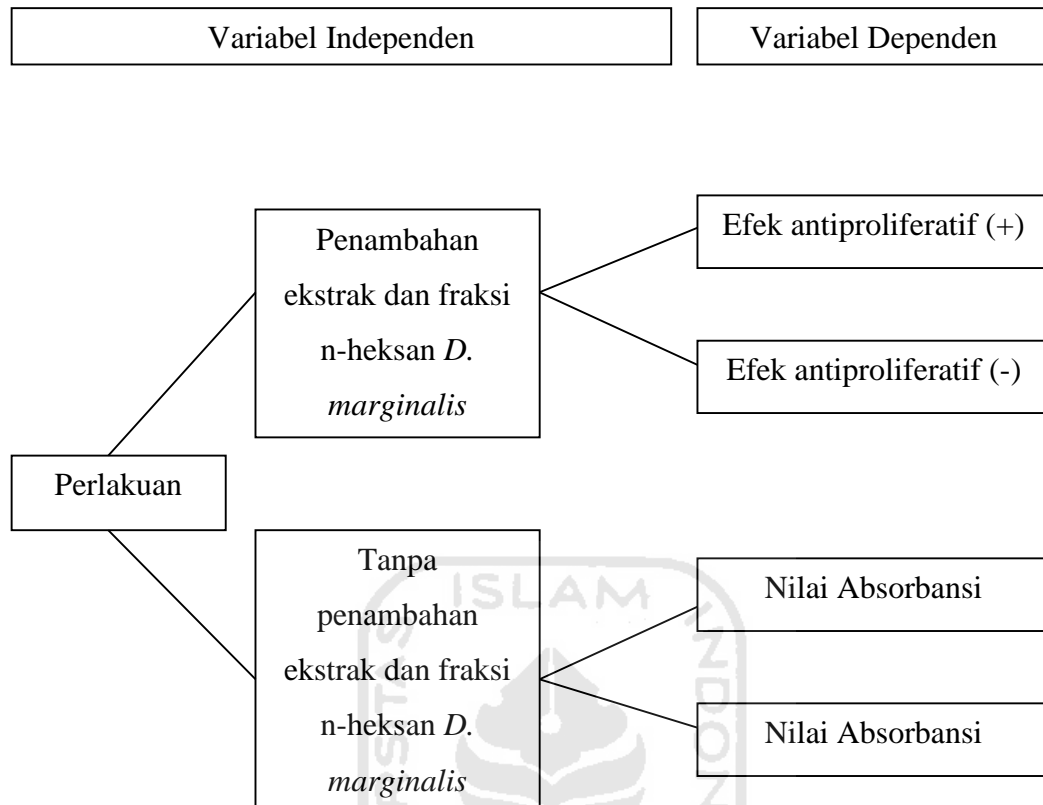 Variabel Independen
Variabel Dependen
Penambahan
ekstrak dan fraksi
n-heksan D.
marginalis
Efek antiproliferatif (+)
Efek antiproliferatif (-)
Perlakuan
Tanpa
penambahan
ekstrak dan fraksi
n-heksan D.
marginalis
Nilai Absorbansi
Nilai Absorbansi
ISLAM